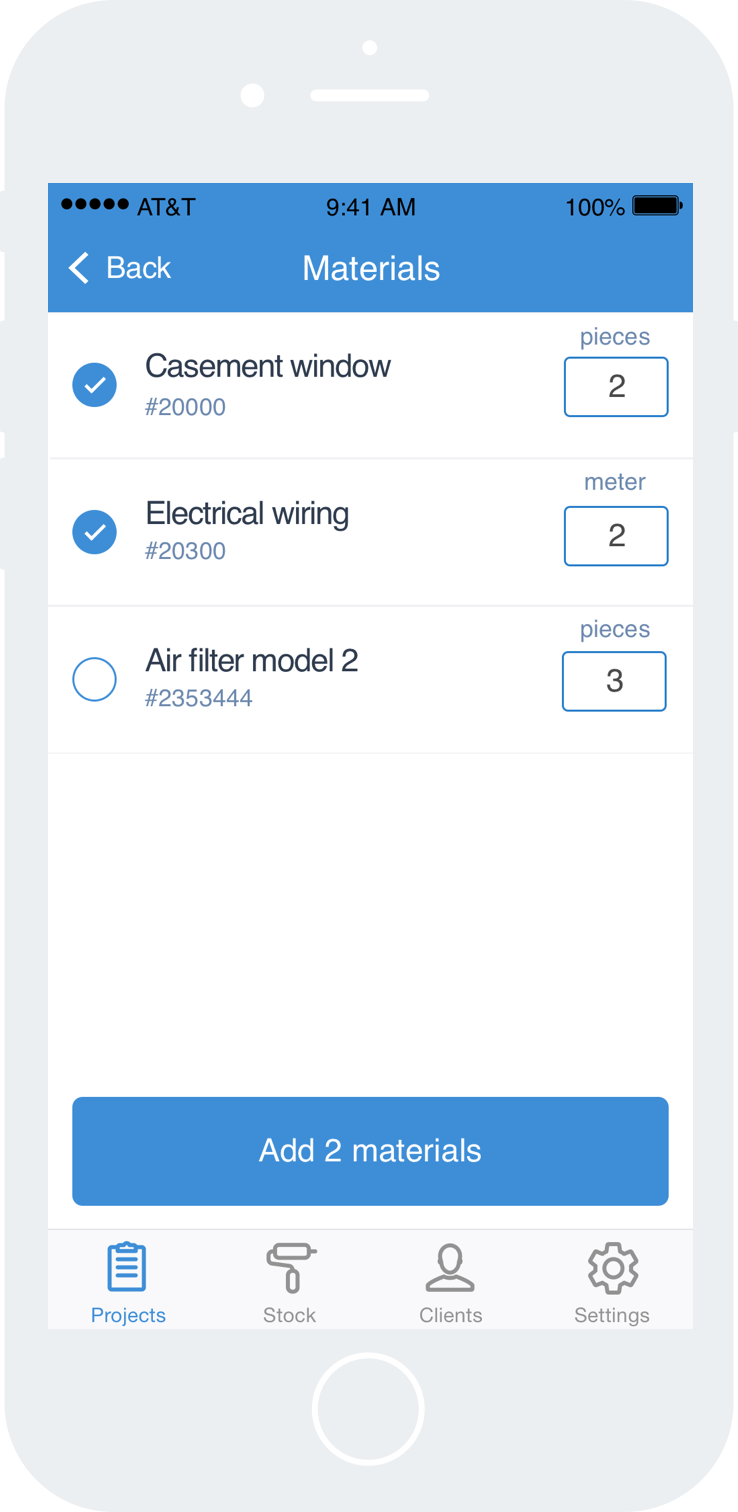 AT&T 9:41 AM 100%
Back Materials
pieces
Casement window
2
#20000
meter
Electrical wiring
2
#20300
pieces
Air filter model 2
3
#2353444
Add 2 materials
Projects Stock Clients Settings